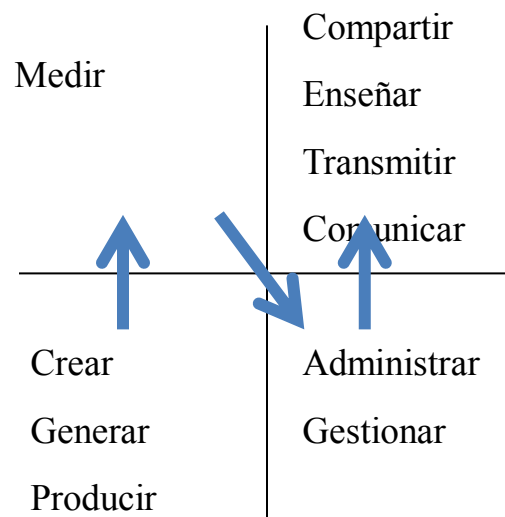 Medir
Compartir
Enseñar
Transmitir
Comunicar
Crear
Generar
Producir
Administrar
Gestionar